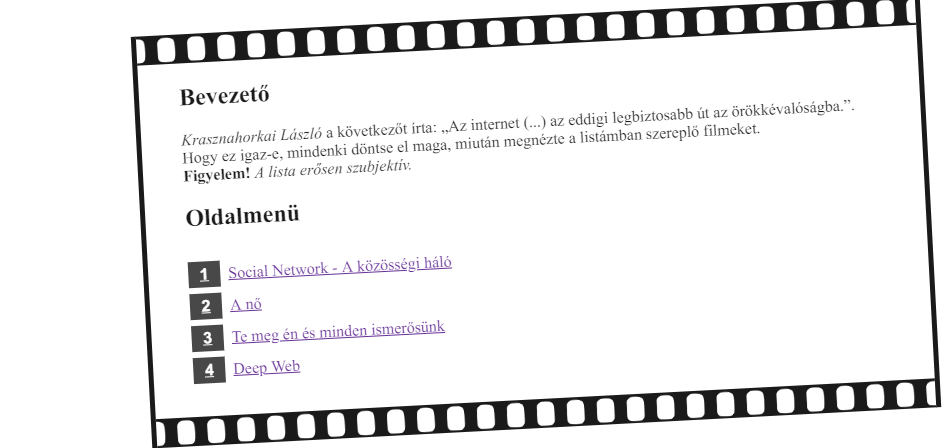 Bevezető
Krasznahorkai László a következőt írta: „Az internet (...) az eddigi legbiztosabb út az örökkévalóságba.”.
Hogy ez igaz-e, mindenki döntse el maga, miután megnézte a listámban szereplő filmeket.
Figyelem! A lista erősen szubjektív.
Oldalmenü
1 Social Network - A közösségi háló
2 A nő
3 Te meg én és minden ismerősünk
4 Deep Web